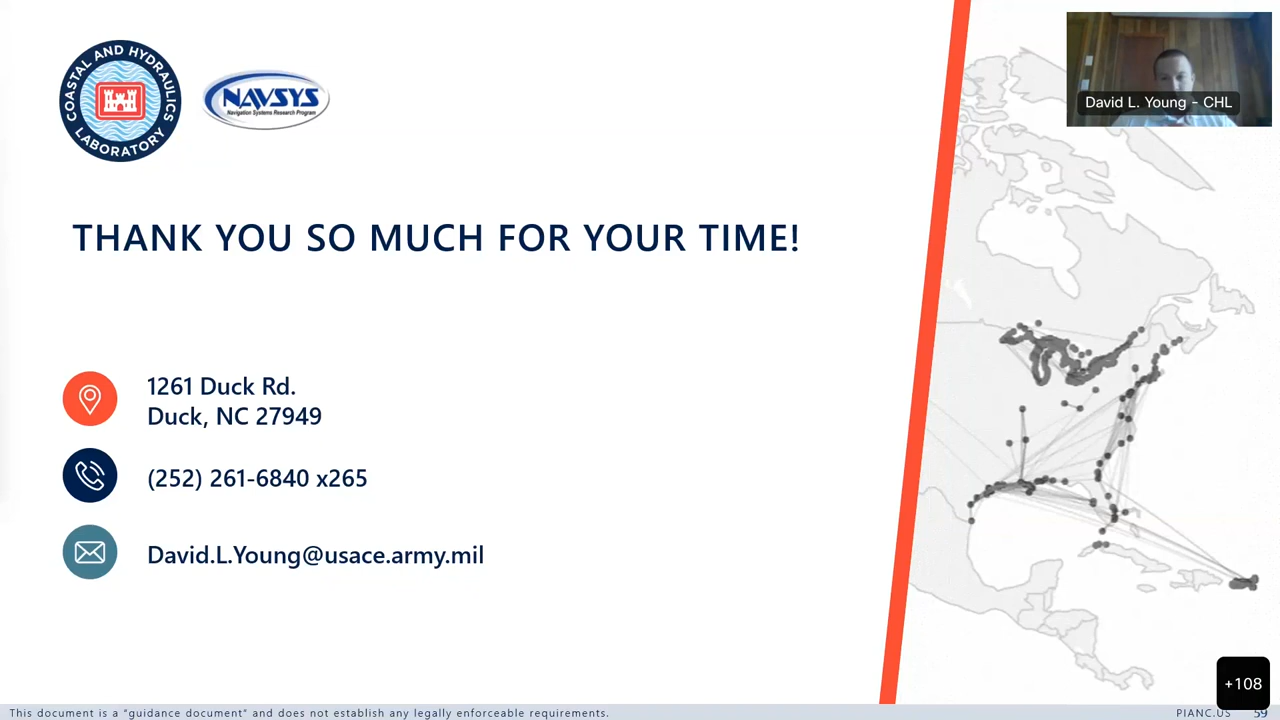 COASTAL AND HYDRAULICS
LABORATORY
NAVSYS
Navigation Systems Research Program
David L. Young - CHL
THANK YOU SO MUCH FOR YOUR TIME!
1261 Duck Rd.
Duck, NC 27949
(252) 261-6840 x265
David.L.Young@usace.army.mil
+108
This document is a "guidance document" and does not establish any legally enforceable requirements.
PIANC.US 59